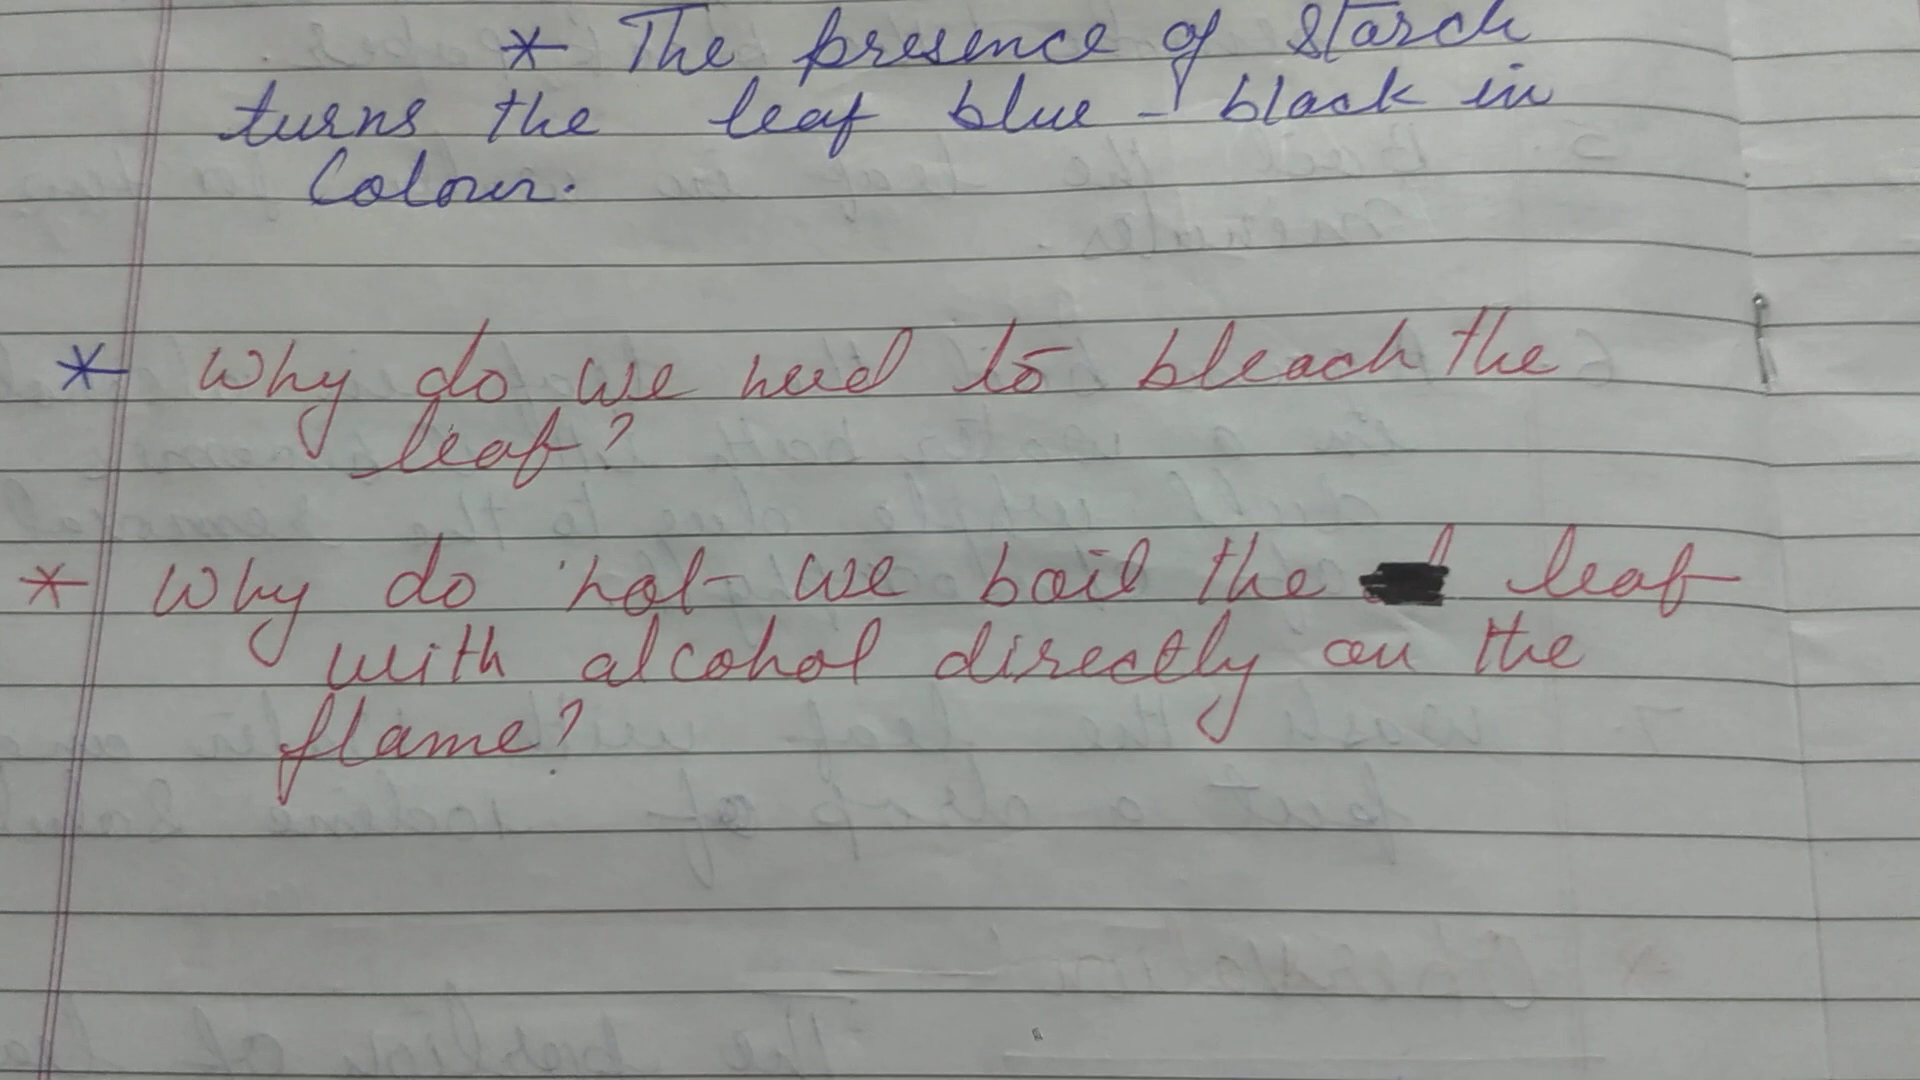 * The presence of Starch
turns the leaf blue - black in
Colour.
* Why do we need to bleach the
leaf?
* Why do not we boil the leaf
with alcohol directly on the
flame?